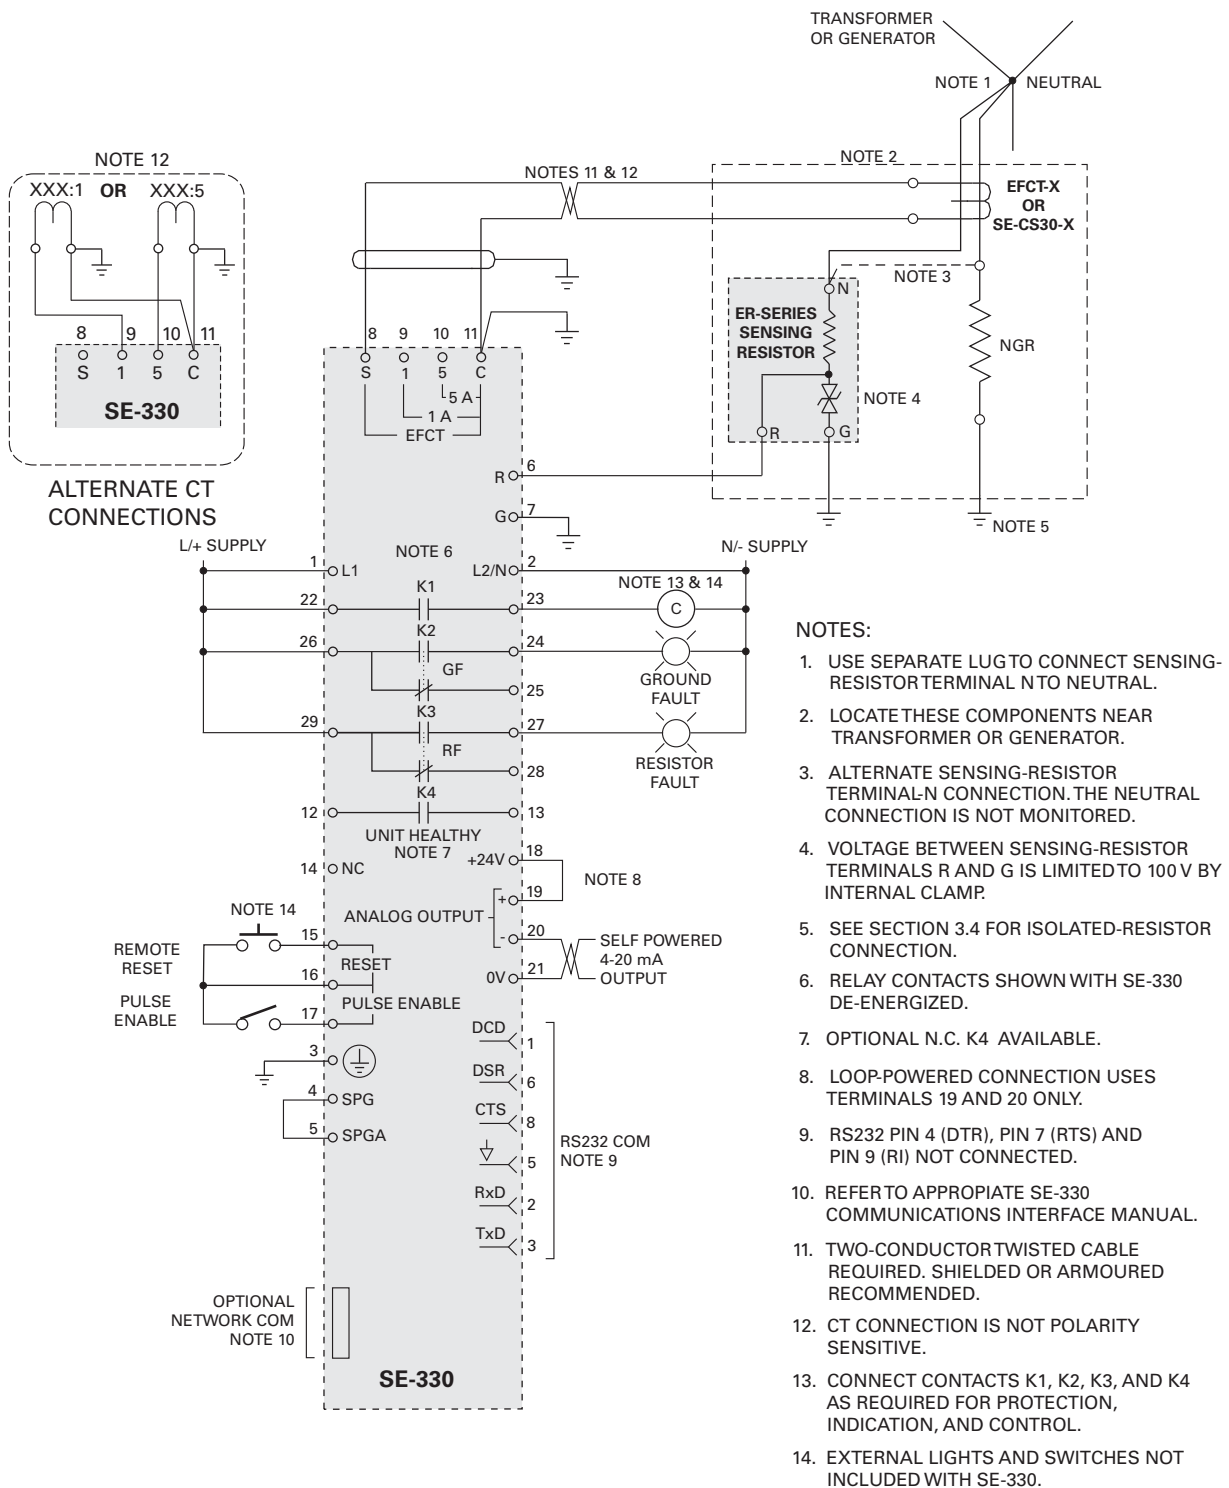 TRANSFORMER
OR GENERATOR
NOTE 1
NEUTRAL
NOTE 12
XXX:1 OR XXX:5
8 9 10 11
S 1 5 C
SE-330
ALTERNATE CT
CONNECTIONS
NOTES 11 & 12
NOTE 2
EFCT-X
OR
SE-CS30-X
NOTE 3
N
ER-SERIES
SENSING
RESISTOR
NGR
NOTE 4
R
G
NOTE 5
8 9 10 11
S 1 5 C
5 A
1 A
EFCT
R 6
G 7
L/+ SUPPLY
NOTE 6
N/- SUPPLY
1 L1
L2/N 2
NOTE 13 & 14
22
K1
23
C
26
K2
24
GF
GROUND
FAULT
25
29
K3
27
RF
RESISTOR
FAULT
28
12
K4
13
UNIT HEALTHY
NOTE 7
14 NC
+24V 18
NOTE 8
+ 19
ANALOG OUTPUT
- 20
0V 21
SELF POWERED
4-20 mA
OUTPUT
NOTE 14
REMOTE
RESET
15
RESET
16
PULSE
ENABLE
PULSE ENABLE
17
3
4 SPG
5 SPGA
DCD
1
DSR
6
CTS
8
5
RxD
2
TxD
3
RS232 COM
NOTE 9
OPTIONAL
NETWORK COM
NOTE 10
SE-330
NOTES:
1. USE SEPARATE LUG TO CONNECT SENSING-
RESISTOR TERMINAL N TO NEUTRAL.
2. LOCATE THESE COMPONENTS NEAR
TRANSFORMER OR GENERATOR.
3. ALTERNATE SENSING-RESISTOR
TERMINAL-N CONNECTION. THE NEUTRAL
CONNECTION IS NOT MONITORED.
4. VOLTAGE BETWEEN SENSING-RESISTOR
TERMINALS R AND G IS LIMITED TO 100 V BY
INTERNAL CLAMP.
5. SEE SECTION 3.4 FOR ISOLATED-RESISTOR
CONNECTION.
6. RELAY CONTACTS SHOWN WITH SE-330
DE-ENERGIZED.
7. OPTIONAL N.C. K4 AVAILABLE.
8. LOOP-POWERED CONNECTION USES
TERMINALS 19 AND 20 ONLY.
9. RS232 PIN 4 (DTR), PIN 7 (RTS) AND
PIN 9 (RI) NOT CONNECTED.
10. REFER TO APPROPIATE SE-330
COMMUNICATIONS INTERFACE MANUAL.
11. TWO-CONDUCTOR TWISTED CABLE
REQUIRED. SHIELDED OR ARMOURED
RECOMMENDED.
12. CT CONNECTION IS NOT POLARITY
SENSITIVE.
13. CONNECT CONTACTS K1, K2, K3, AND K4
AS REQUIRED FOR PROTECTION,
INDICATION, AND CONTROL.
14. EXTERNAL LIGHTS AND SWITCHES NOT
INCLUDED WITH SE-330.